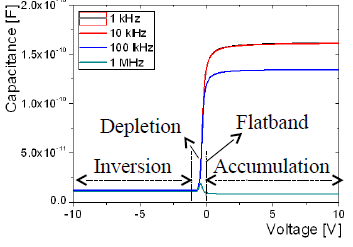 Capacitance [F]
2.0x10⁻¹⁰
1.5x10⁻¹⁰
1.0x10⁻¹⁰
5.0x10⁻¹¹
0.0
1 kHz
10 kHz
100 kHz
1 MHz
Depletion
Flatband
Inversion
Accumulation
-10
-5
0
5
10
Voltage [V]